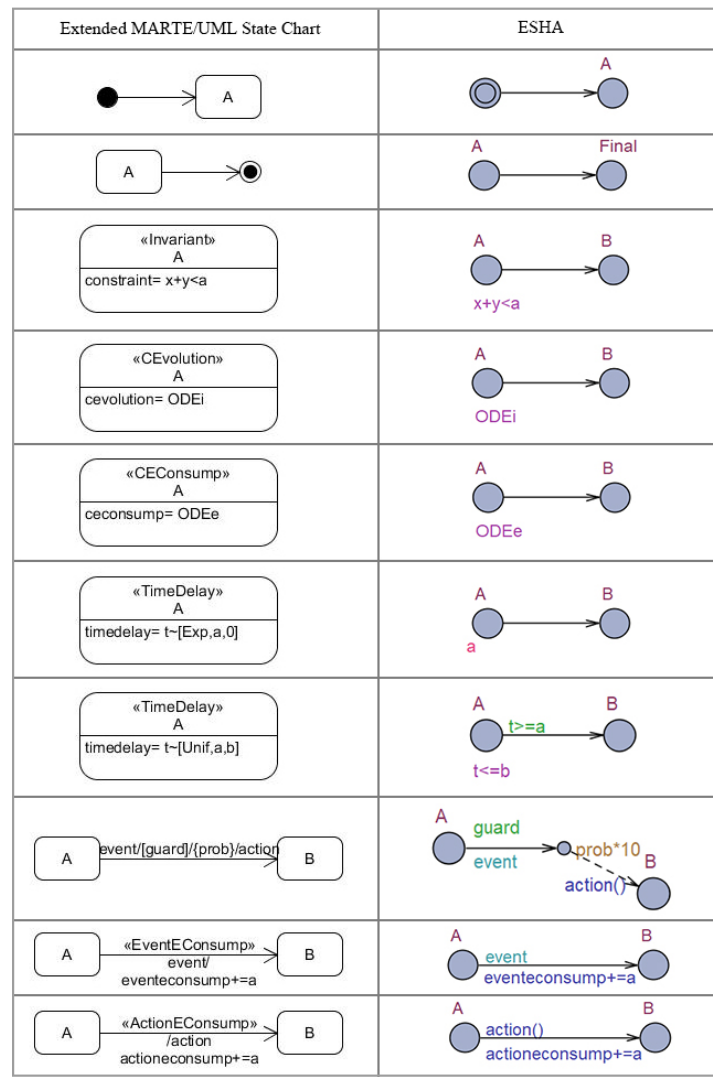 Extended MARTE/UML State Chart
ESHA
A
A
A
A
Final
«Invariant»
A
constraint= x+y<a
A
B
x+y<a
«CEvolution»
A
cevolution= ODEi
A
B
ODEi
«CEConsump»
A
ceconsump= ODEe
A
B
ODEe
«TimeDelay»
A
timedelay= t~[Exp,a,0]
A
B
a
«TimeDelay»
A
timedelay= t~[Unif,a,b]
A
B
t>=a
t<=b
A
event/[guard]/{prob}/action
B
A
guard
event
prob*10
B
action()
A
«EventEConsump»
event/
eventeconsump+=a
B
A
B
event
eventeconsump+=a
A
«ActionEConsump»
/action
actioneconsump+=a
B
A
B
action()
actioneconsump+=a